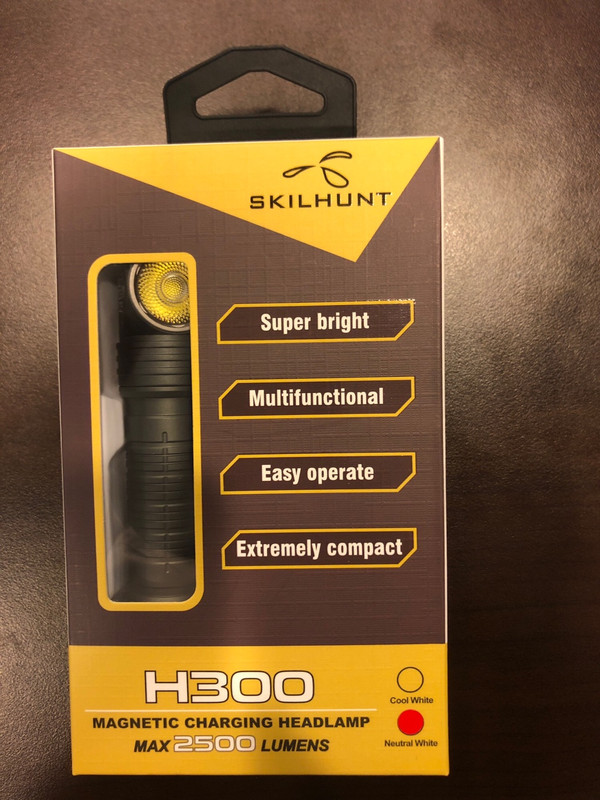 SKILHUNT
Super bright
Multifunctional
Easy operate
Extremely compact
H300
MAGNETIC CHARGING HEADLAMP
MAX 2500 LUMENS
Cool White
Neutral White